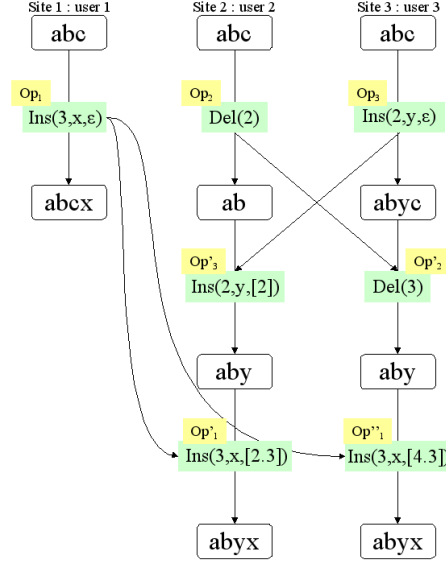 Site 1 : user 1 Site 2 : user 2 Site 3 : user 3
abc abc abc
Op1 Op2 Op3
Ins(3,x,ε) Del(2) Ins(2,y,ε)
abcx ab abyc
Op'3 Op'2
Ins(2,y,[2]) Del(3)
aby aby
Op'1 Op''1
Ins(3,x,[2.3]) Ins(3,x,[4.3])
abyx abyx